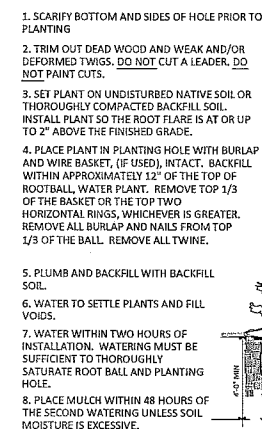 1. SCARIFY BOTTOM AND SIDES OF HOLE PRIOR TO
PLANTING
2. TRIM OUT DEAD WOOD AND WEAK AND/OR
DEFORMED TWIGS. DO NOT CUT A LEADER. DO
NOT PAINT CUTS.
3. SET PLANT ON UNDISTURBED NATIVE SOIL OR
THOROUGHLY COMPACTED BACKFILL SOIL.
INSTALL PLANT SO THE ROOT FLARE IS AT OR UP
TO 2" ABOVE THE FINISHED GRADE.
4. PLACE PLANT IN PLANTING HOLE WITH BURLAP
AND WIRE BASKET, (IF USED), INTACT. BACKFILL
WITHIN APPROXIMATELY 12" OF THE TOP OF
ROOTBALL, WATER PLANT. REMOVE TOP 1/3
OF THE BASKET OR THE TOP TWO
HORIZONTAL RINGS, WHICHEVER IS GREATER.
REMOVE ALL BURLAP AND NAILS FROM TOP
1/3 OF THE BALL. REMOVE ALL TWINE.
5. PLUMB AND BACKFILL WITH BACKFILL
SOIL.
6. WATER TO SETTLE PLANTS AND FILL
VOIDS.
7. WATER WITHIN TWO HOURS OF
INSTALLATION. WATERING MUST BE
SUFFICIENT TO THOROUGHLY
SATURATE ROOT BALL AND PLANTING
HOLE.
8. PLACE MULCH WITHIN 48 HOURS OF
THE SECOND WATERING UNLESS SOIL
MOISTURE IS EXCESSIVE.
4'-0" MIN